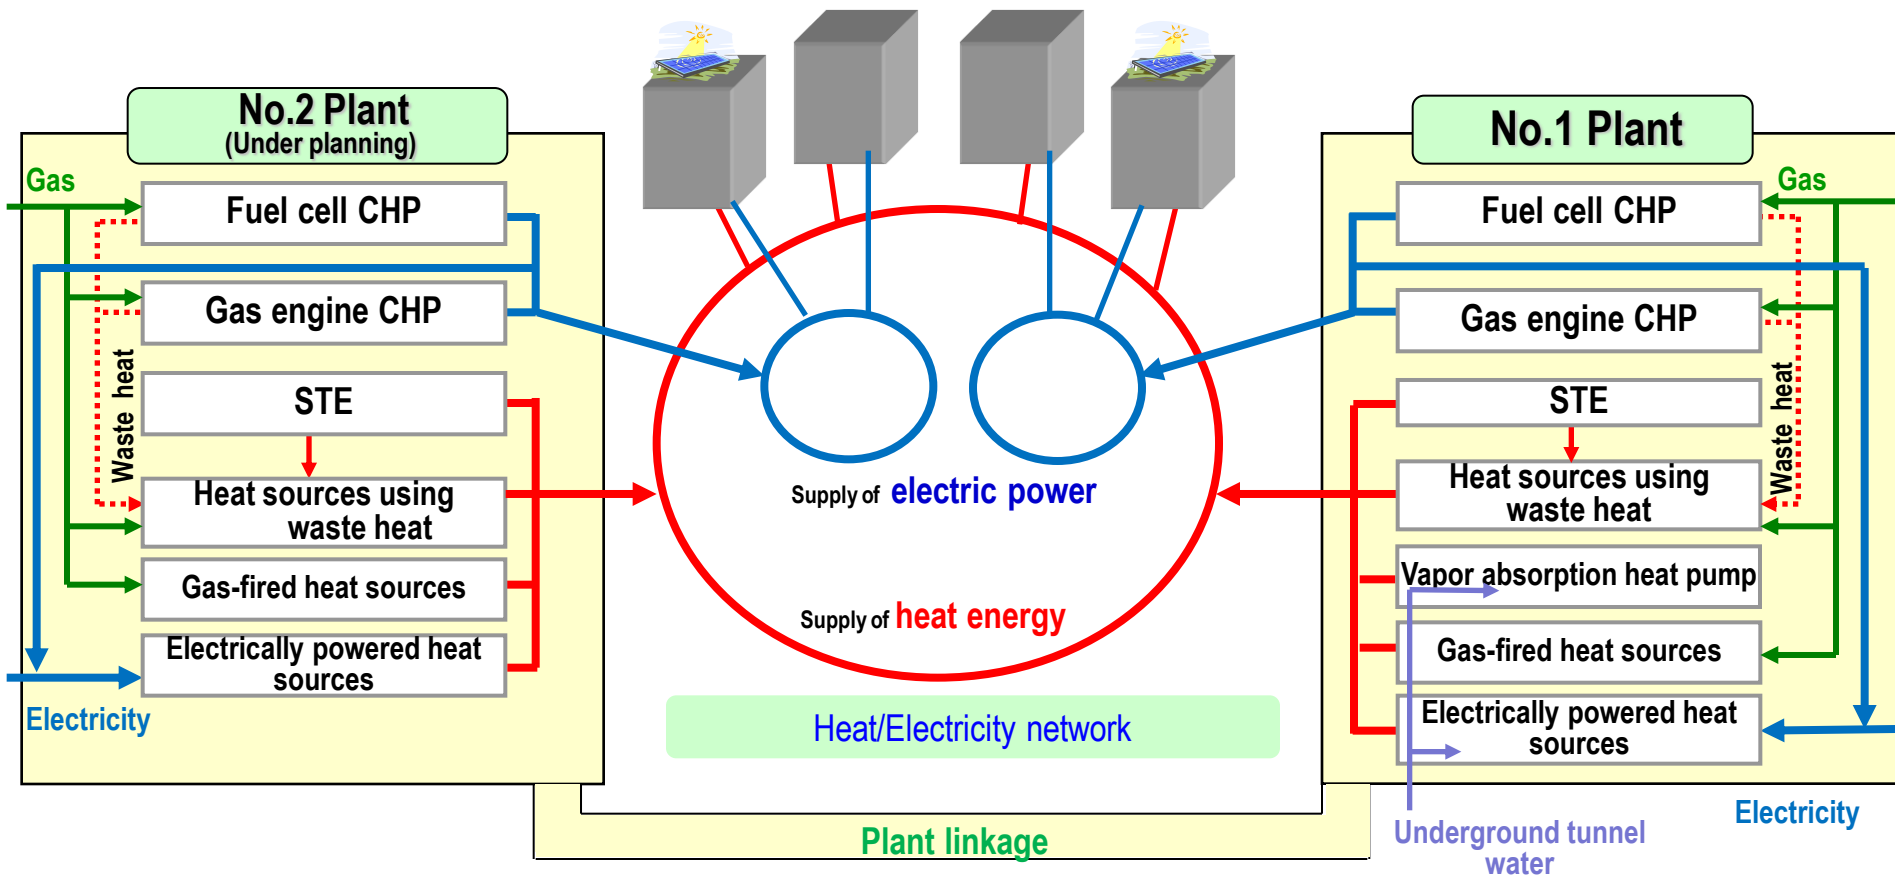 No.2 Plant
(Under planning)
Gas
Fuel cell CHP
Gas engine CHP
Waste heat
STE
Heat sources using
waste heat
Gas-fired heat sources
Electrically powered heat
sources
Electricity
Supply of electric power
Supply of heat energy
Heat/Electricity network
Plant linkage
No.1 Plant
Gas
Fuel cell CHP
Gas engine CHP
Waste heat
STE
Heat sources using
waste heat
Vapor absorption heat pump
Gas-fired heat sources
Electrically powered heat
sources
Electricity
Underground tunnel
water